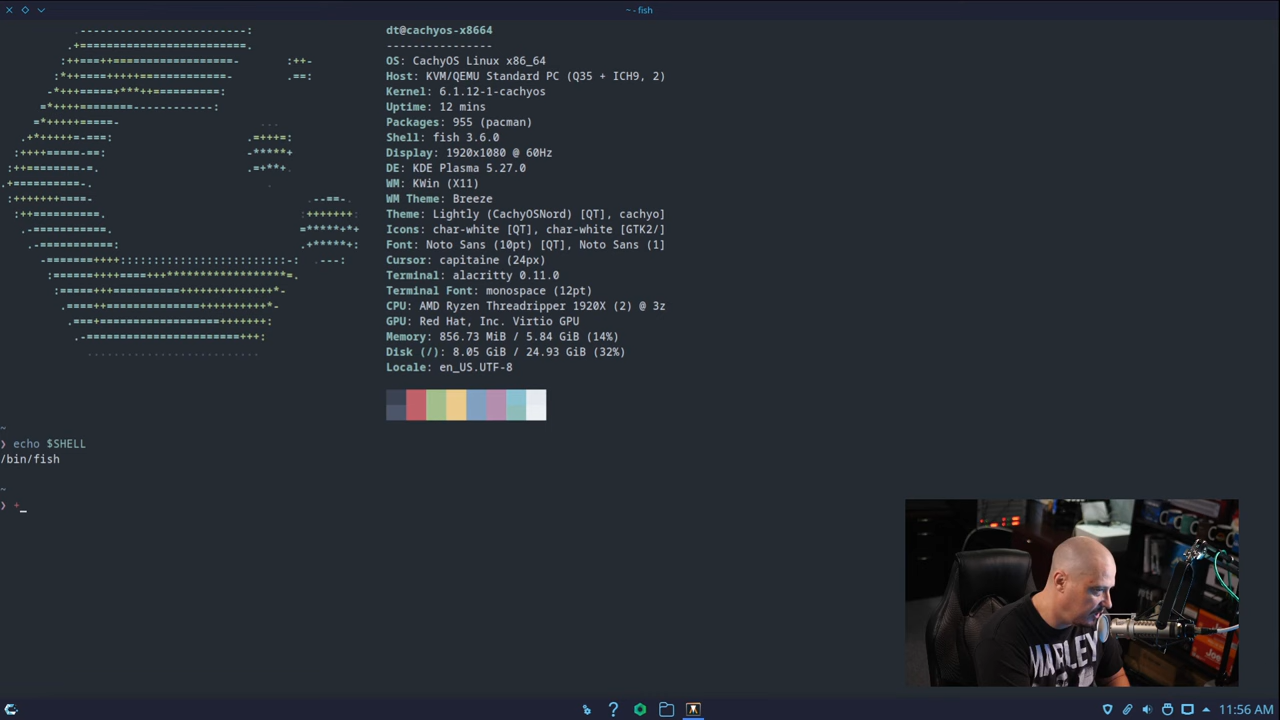 ~ - fish
dt@cachyos-x8664
----------------
OS: CachyOS Linux x86_64
Host: KVM/QEMU Standard PC (Q35 + ICH9, 2)
Kernel: 6.1.12-1-cachyos
Uptime: 12 mins
Packages: 955 (pacman)
Shell: fish 3.6.0
Display: 1920x1080 @ 60Hz
DE: KDE Plasma 5.27.0
WM: KWin (X11)
WM Theme: Breeze
Theme: Lightly (CachyOSNord) [QT], cachyo]
Icons: char-white [QT], char-white [GTK2/]
Font: Noto Sans (10pt) [QT], Noto Sans (1]
Cursor: capitaine (24px)
Terminal: alacritty 0.11.0
Terminal Font: monospace (12pt)
CPU: AMD Ryzen Threadripper 1920X (2) @ 3z
GPU: Red Hat, Inc. Virtio GPU
Memory: 856.73 MiB / 5.84 GiB (14%)
Disk (/): 8.05 GiB / 24.93 GiB (32%)
Locale: en_US.UTF-8
~
❯ echo $SHELL
/bin/fish
~
❯ +_
MARLEY
11:56 AM